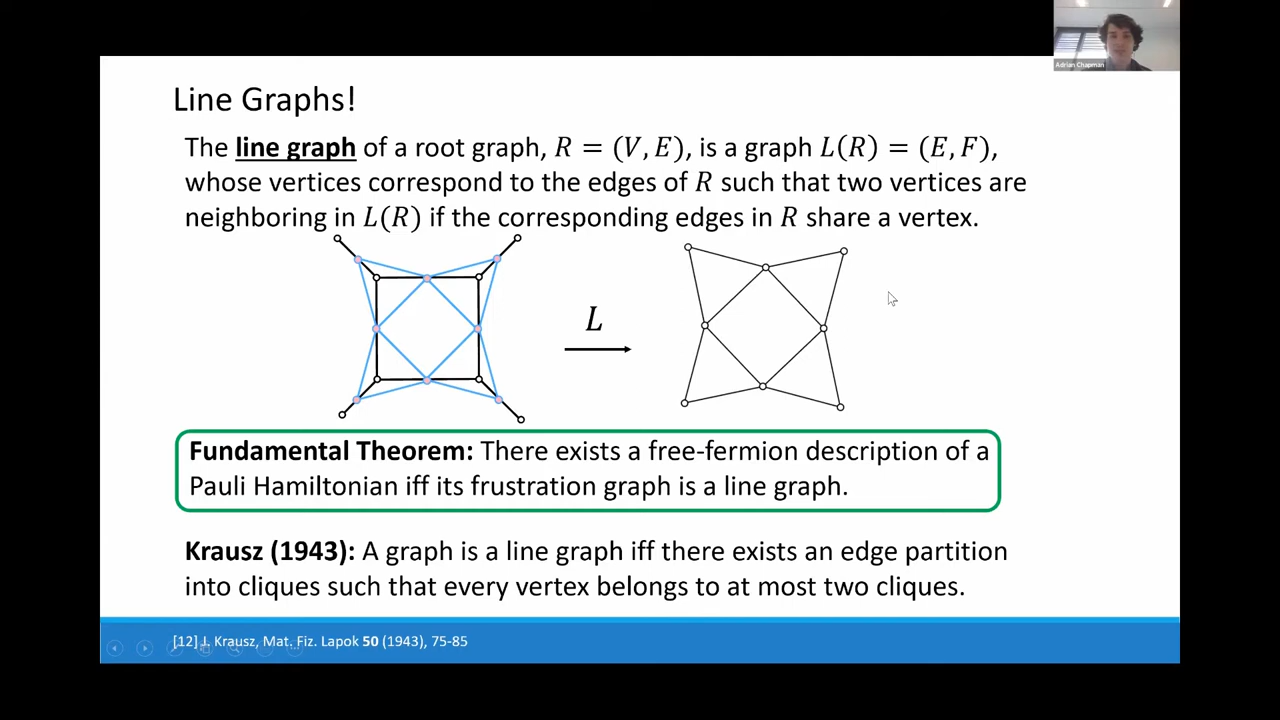 Adrian Chapman
Line Graphs!
The line graph of a root graph, R = (V, E), is a graph L(R) = (E, F),
whose vertices correspond to the edges of R such that two vertices are
neighboring in L(R) if the corresponding edges in R share a vertex.
L
Fundamental Theorem: There exists a free-fermion description of a
Pauli Hamiltonian iff its frustration graph is a line graph.
Krausz (1943): A graph is a line graph iff there exists an edge partition
into cliques such that every vertex belongs to at most two cliques.
[12] J. Krausz, Mat. Fiz. Lapok 50 (1943), 75-85